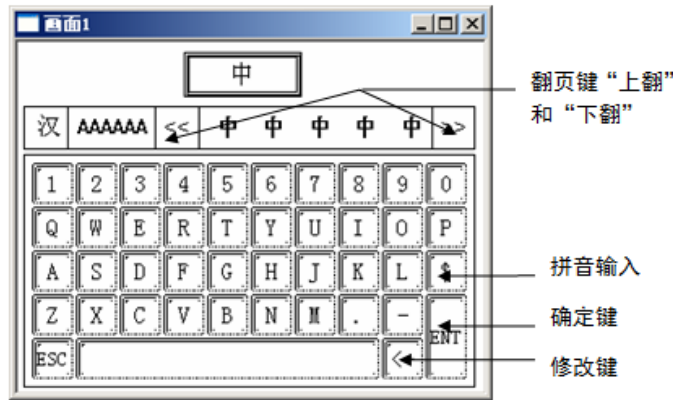 画面1
中
翻页键“上翻”
和“下翻”
汉 AAAAAA << 中 中 中 中 中 >>
1 2 3 4 5 6 7 8 9 0
Q W E R T Y U I O P
A S D F G H J K L $
拼音输入
Z X C V B N M . -
确定键
ENT
ESC <
修改键